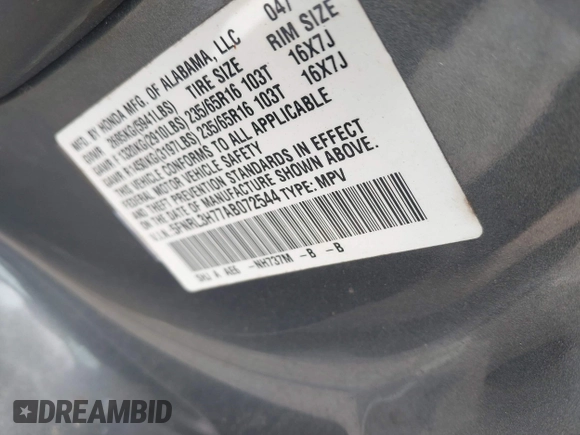 MFD. BY HONDA MFG. OF ALABAMA, LLC 04/
GVWR 2695KG(5941LBS) TIRE SIZE RIM SIZE
GAWR F 1320KG(2910LBS) 235/65R16 103T 16X7J
GAWR R 1450KG(3197LBS) 235/65R16 103T 16X7J
THIS VEHICLE CONFORMS TO ALL APPLICABLE
FEDERAL MOTOR VEHICLE SAFETY
AND THEFT PREVENTION STANDARDS IN EFFECT
ON THE DATE OF MANUFACTURE SHOWN ABOVE.
V.I.N.: 5FNRL3H77AB072544 TYPE: MPV
A AE6 -NH737M -B -B
DREAMBID